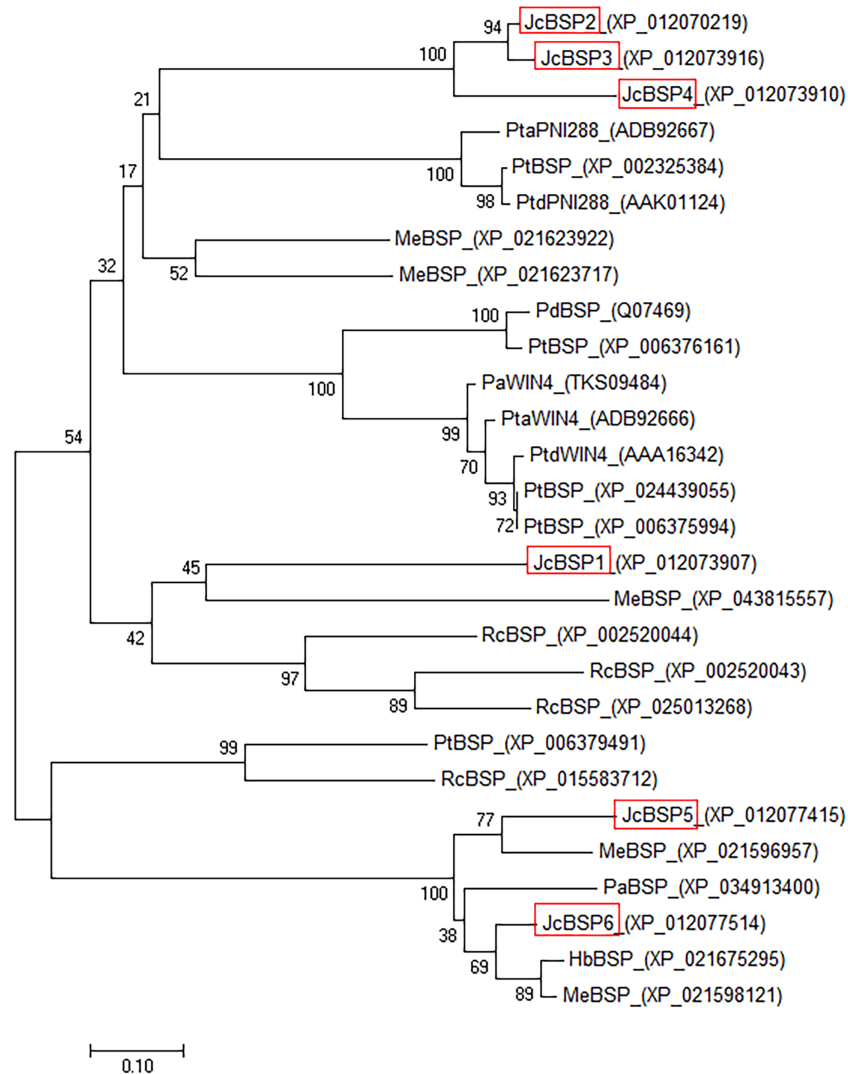 94
JcBSP2_(XP_012070219)
JcBSP3_(XP_012073916)
100
JcBSP4_(XP_012073910)
21
PtaPNI288_(ADB92667)
100
PtBSP_(XP_002325384)
98
PtdPNI288_(AAK01124)
17
MeBSP_(XP_021623922)
52
MeBSP_(XP_021623717)
32
PdBSP_(Q07469)
100
PtBSP_(XP_006376161)
100
PaWIN4_(TKS09484)
99
PtaWIN4_(ADB92666)
70
PtdWIN4_(AAA16342)
93
PtBSP_(XP_024439055)
72
PtBSP_(XP_006375994)
54
JcBSP1_(XP_012073907)
45
MeBSP_(XP_043815557)
42
RcBSP_(XP_002520044)
97
RcBSP_(XP_002520043)
89
RcBSP_(XP_025013268)
99
PtBSP_(XP_006379491)
RcBSP_(XP_015583712)
77
JcBSP5_(XP_012077415)
MeBSP_(XP_021596957)
100
PaBSP_(XP_034913400)
38
JcBSP6_(XP_012077514)
69
HbBSP_(XP_021675295)
89
MeBSP_(XP_021598121)
0.10